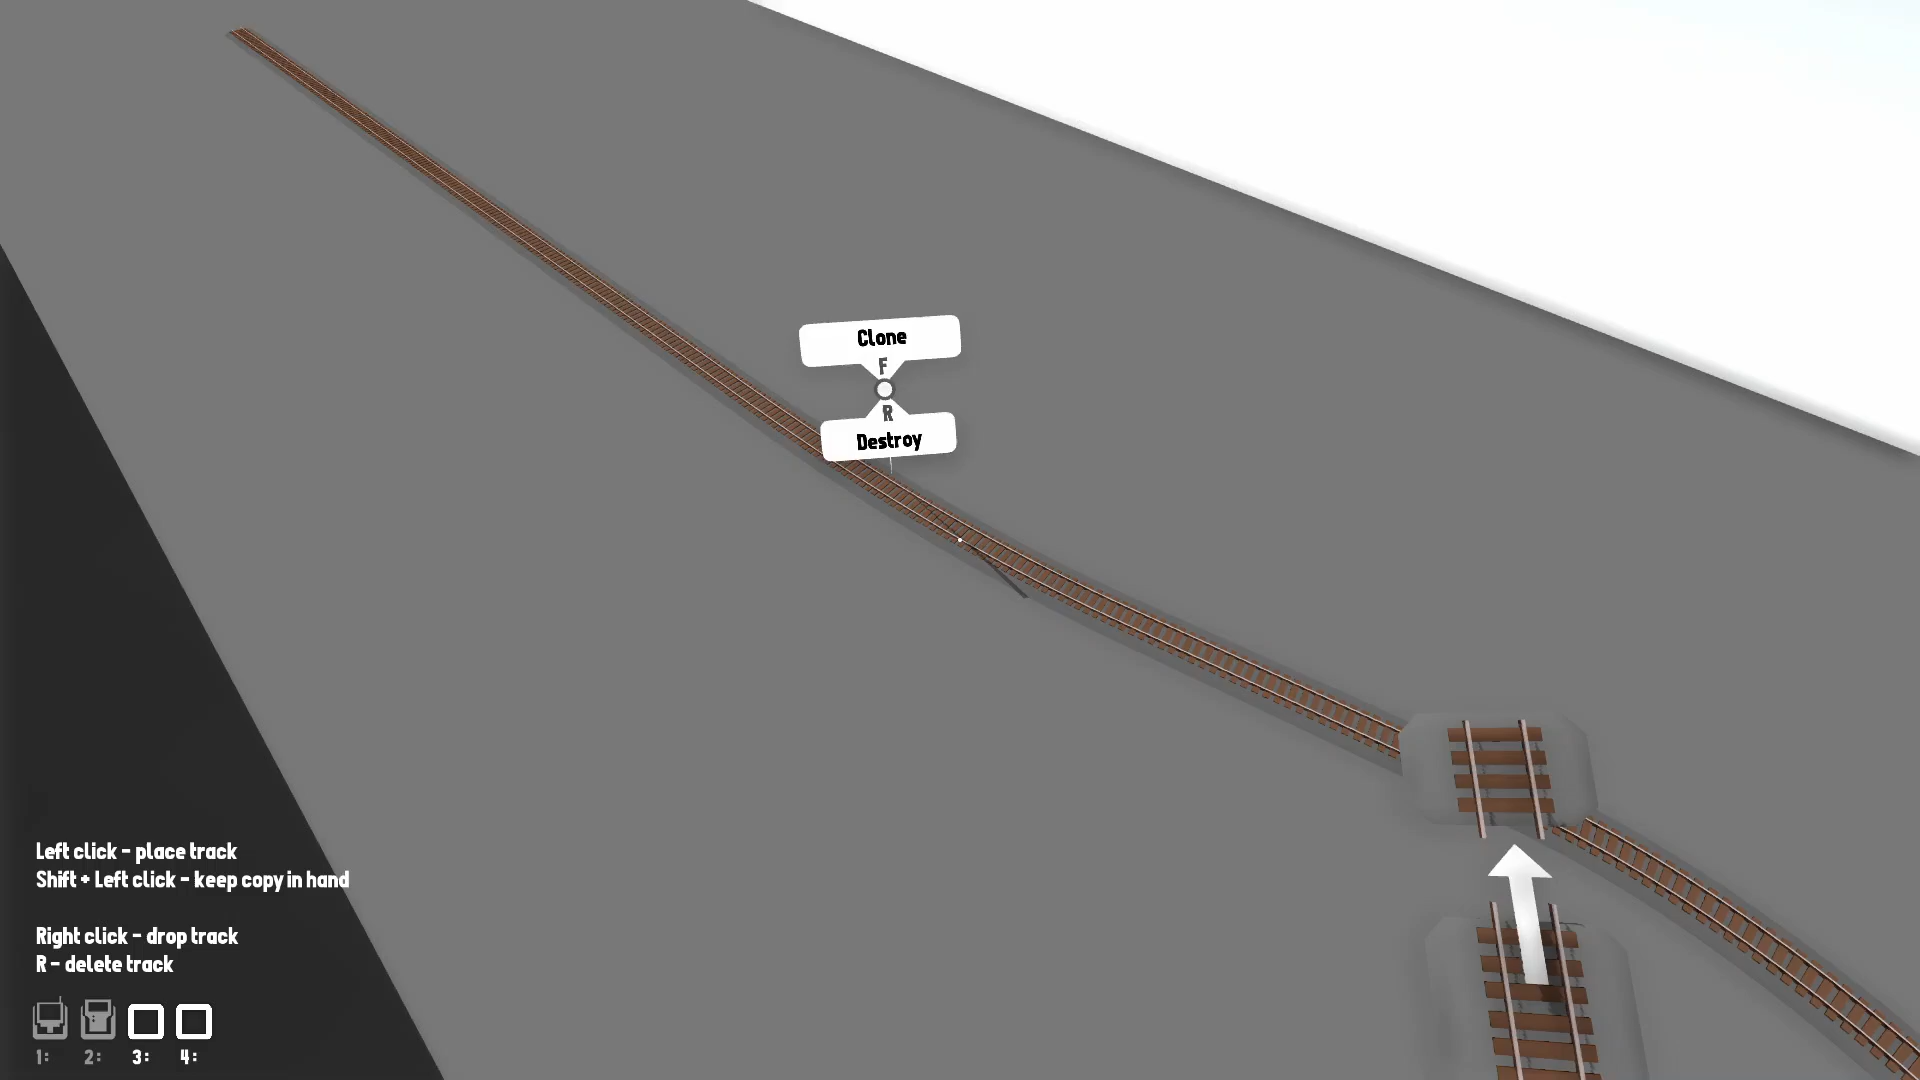 Clone
F
R
Destroy
Left click - place track
Shift + Left click - keep copy in hand
Right click - drop track
R - delete track
1: 2: 3: 4: